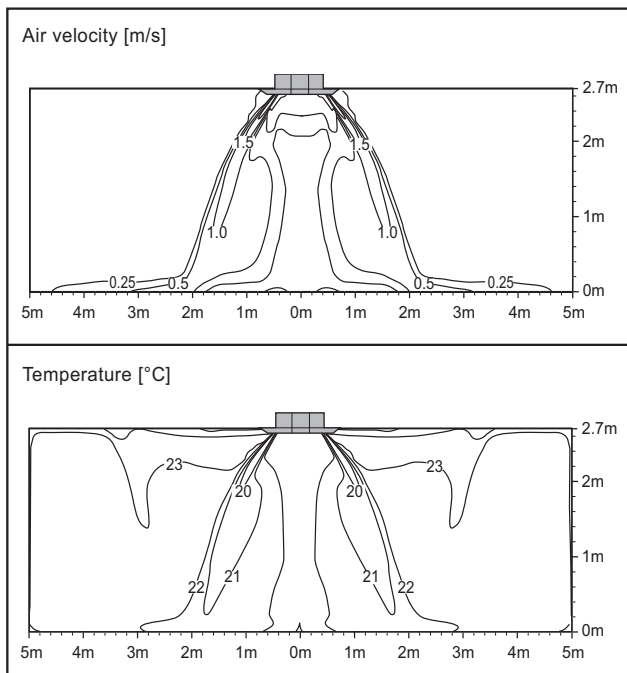 Air velocity [m/s]
2.7m
1.5 1.5 2m
1.0 1.0 1m
0.25 0.5 0.5 0.25 0m
5m 4m 3m 2m 1m 0m 1m 2m 3m 4m 5m
Temperature [°C]
2.7m
23 20 20 23 2m
22 21 21 22 1m
0m
5m 4m 3m 2m 1m 0m 1m 2m 3m 4m 5m